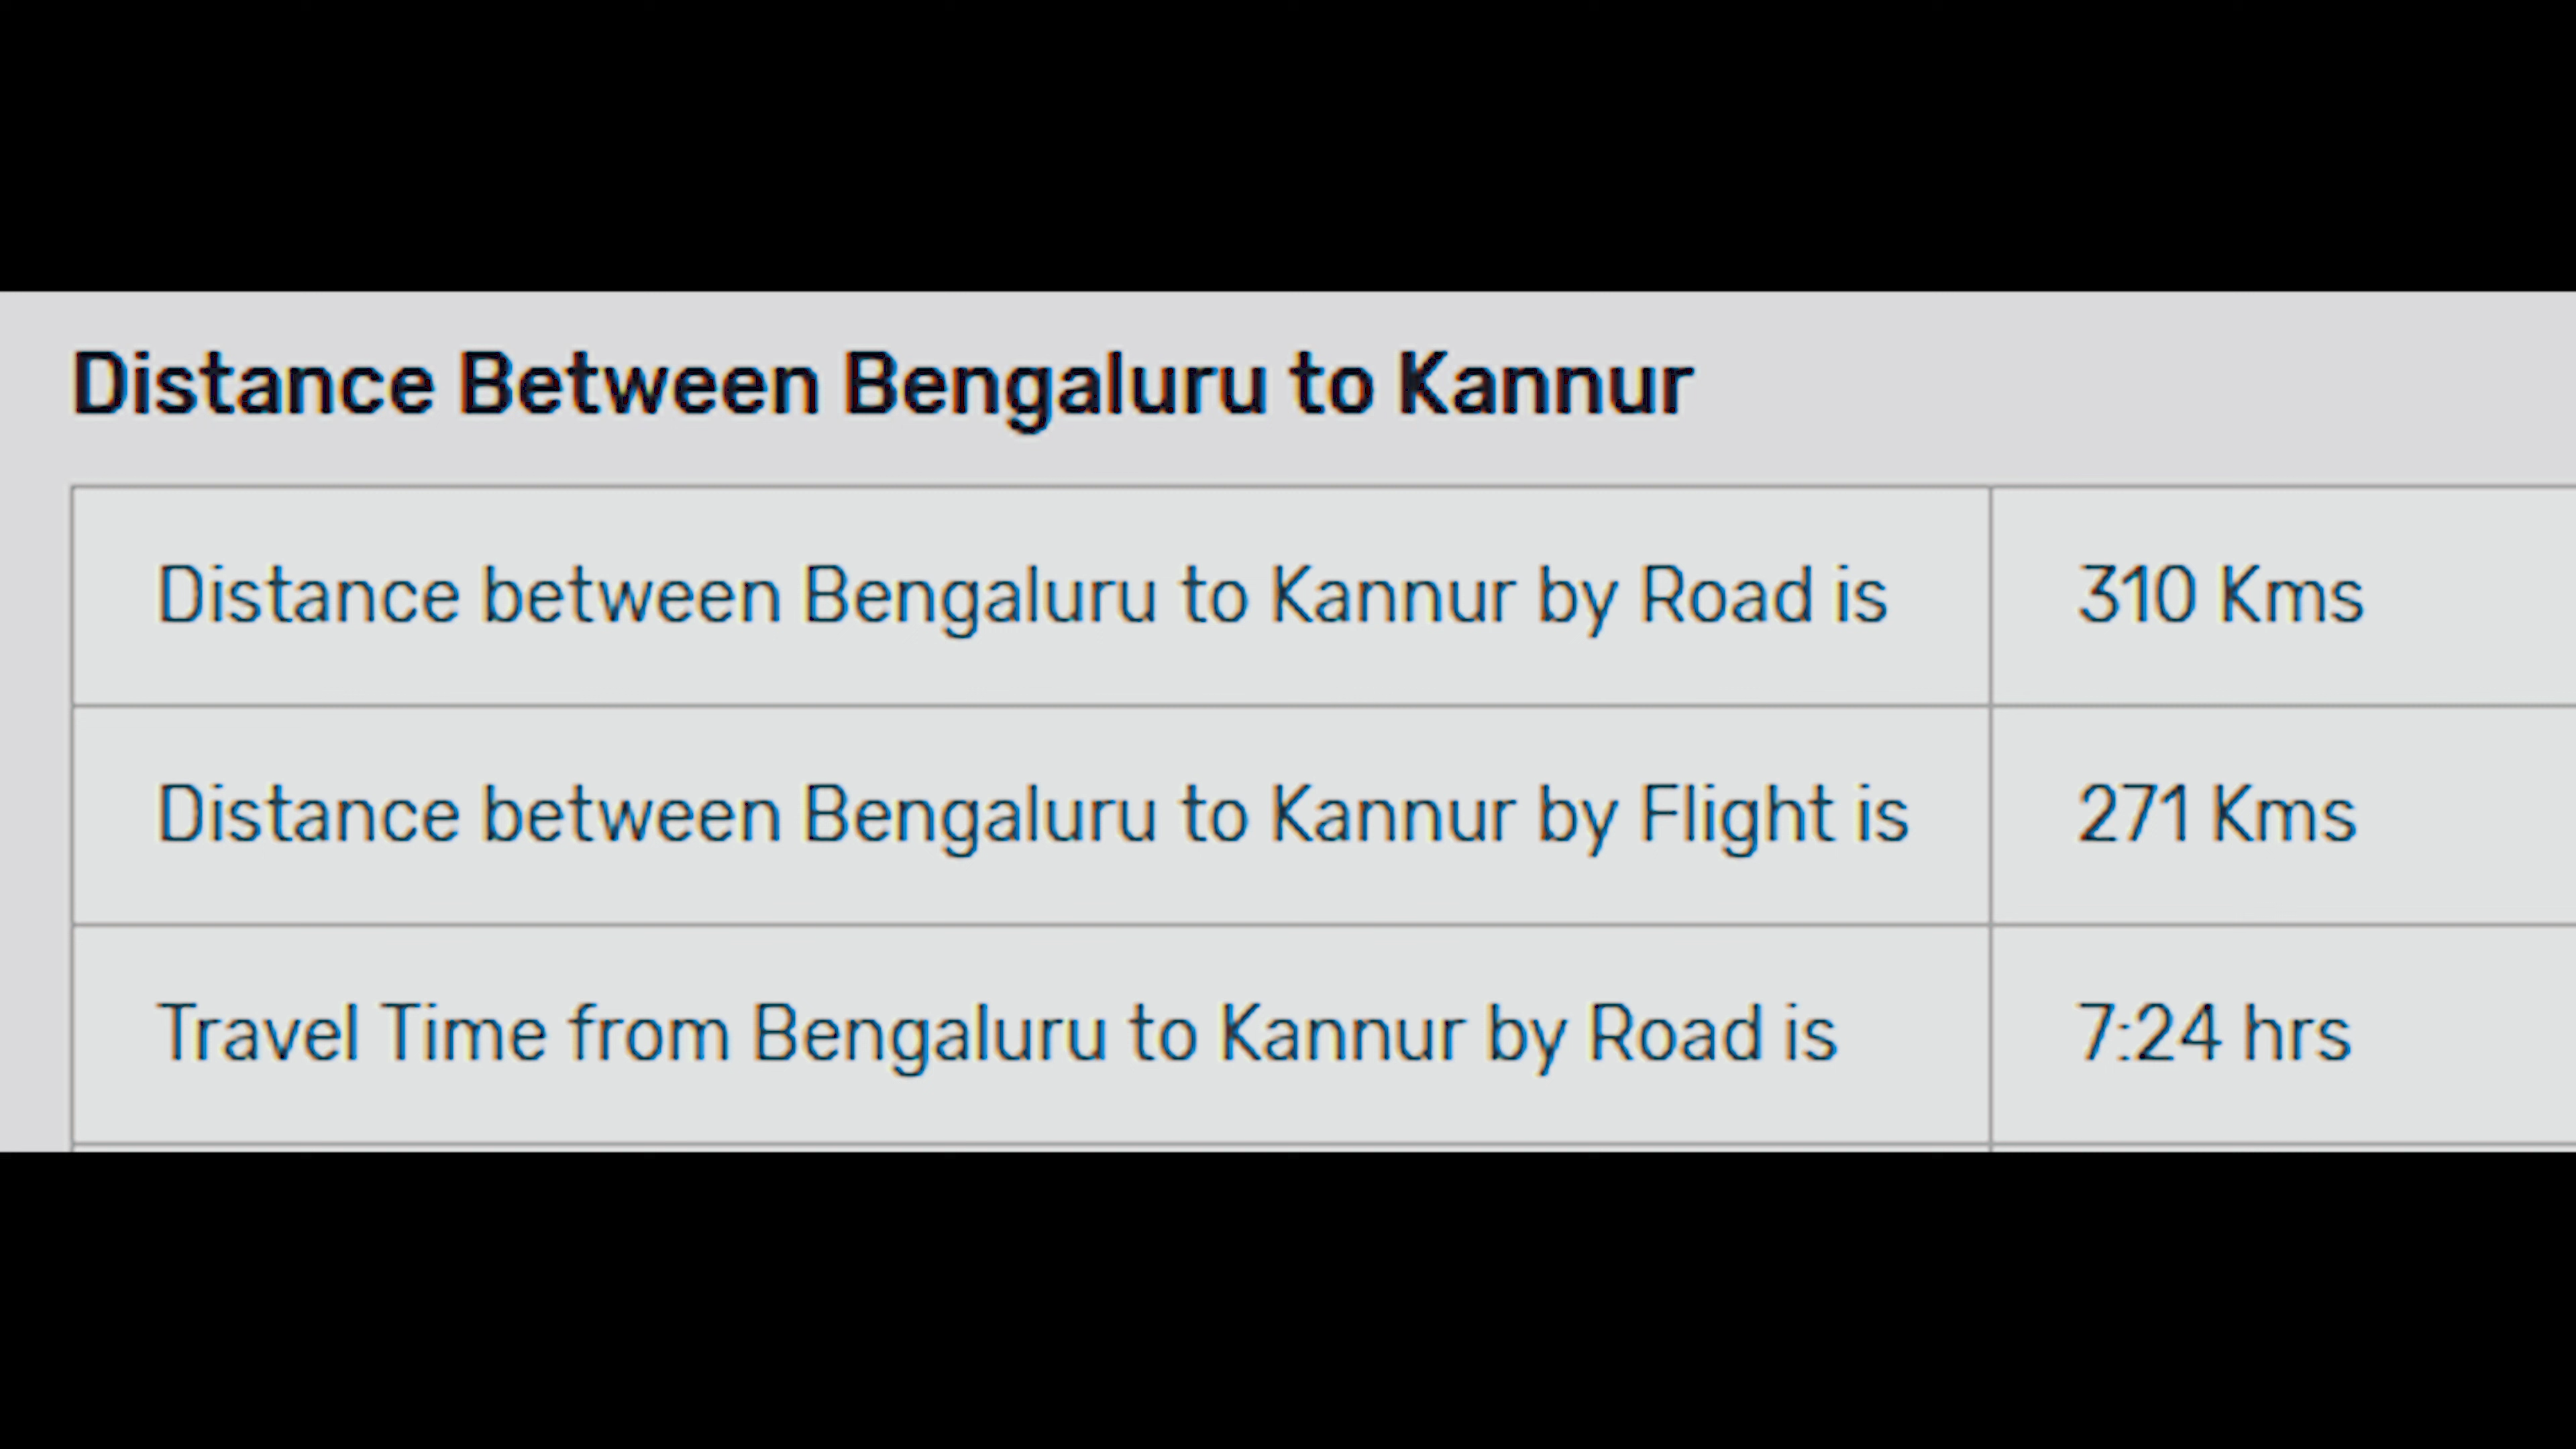 Distance Between Bengaluru to Kannur
Distance between Bengaluru to Kannur by Road is 310 Kms
Distance between Bengaluru to Kannur by Flight is 271 Kms
Travel Time from Bengaluru to Kannur by Road is 7:24 hrs